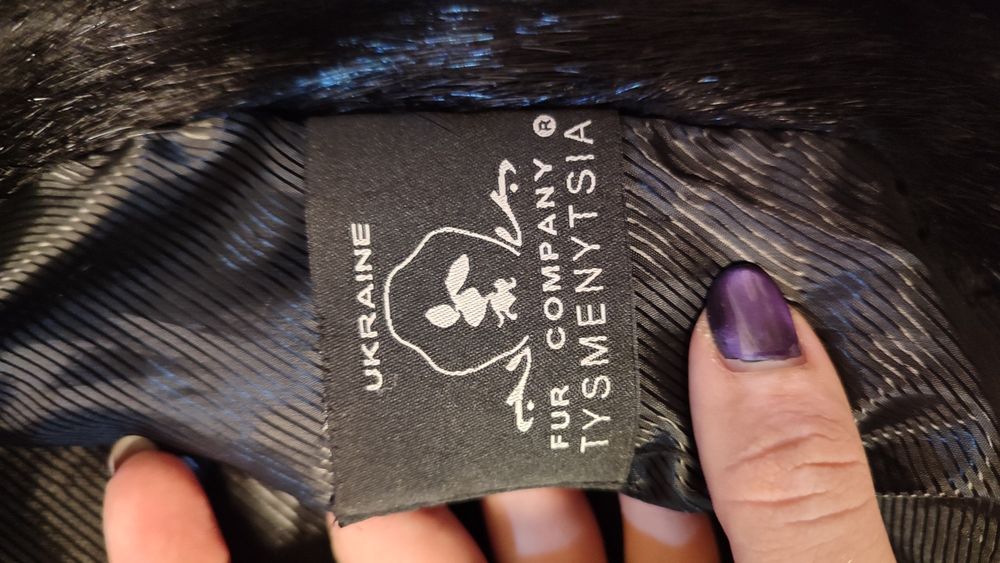 UKRAINE
FUR COMPANY ®
TYSMENYTSIA